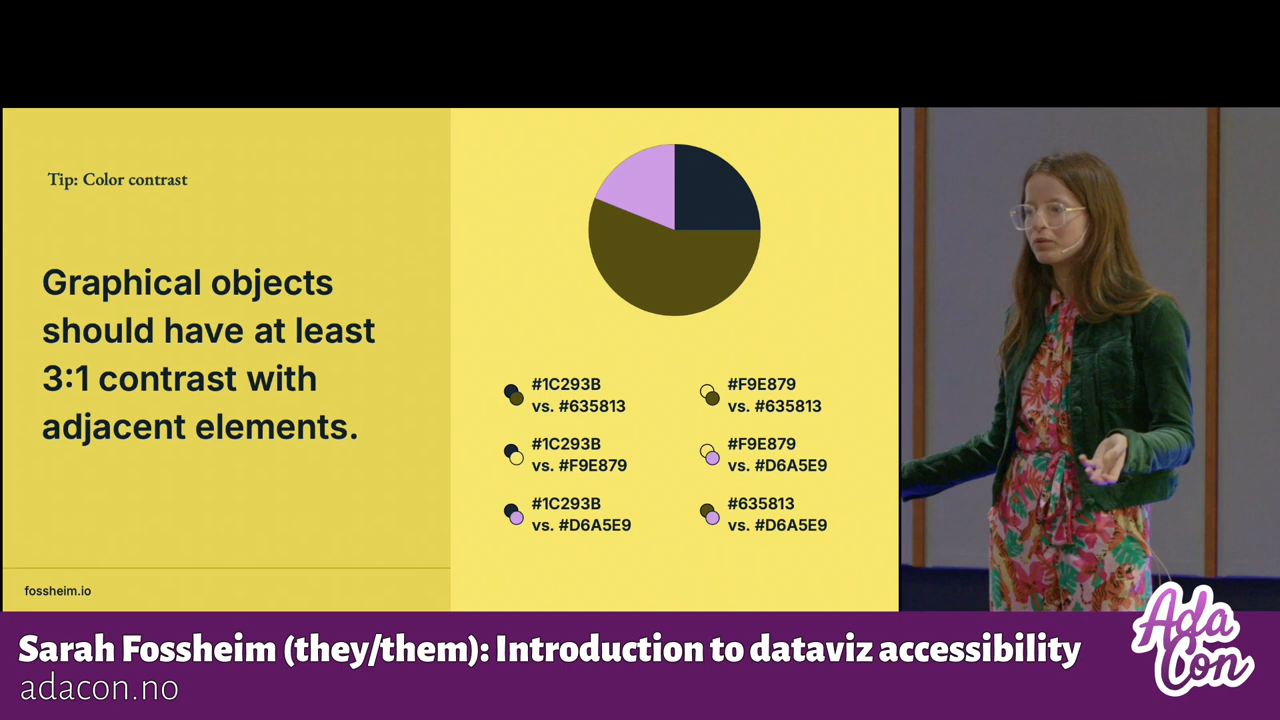 Tip: Color contrast
Graphical objects
should have at least
3:1 contrast with
adjacent elements.
fossheim.io
#1C293B
vs. #635813
#1C293B
vs. #F9E879
#1C293B
vs. #D6A5E9
#F9E879
vs. #635813
#F9E879
vs. #D6A5E9
#635813
vs. #D6A5E9
Sarah Fossheim (they/them): Introduction to dataviz accessibility
adacon.no
Ada
Con